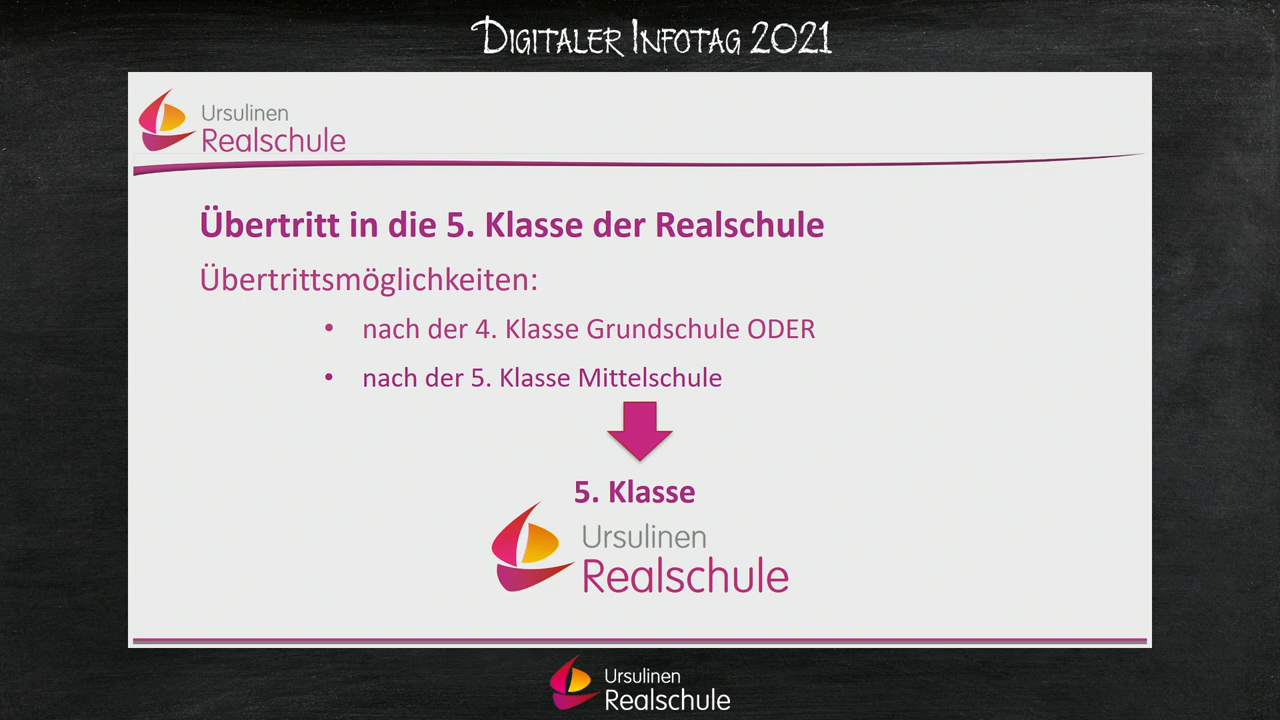 Digitaler Infotag 2021
Ursulinen
Realschule
Übertritt in die 5. Klasse der Realschule
Übertrittsmöglichkeiten:
• nach der 4. Klasse Grundschule ODER
• nach der 5. Klasse Mittelschule
5. Klasse
Ursulinen
Realschule
Ursulinen
Realschule